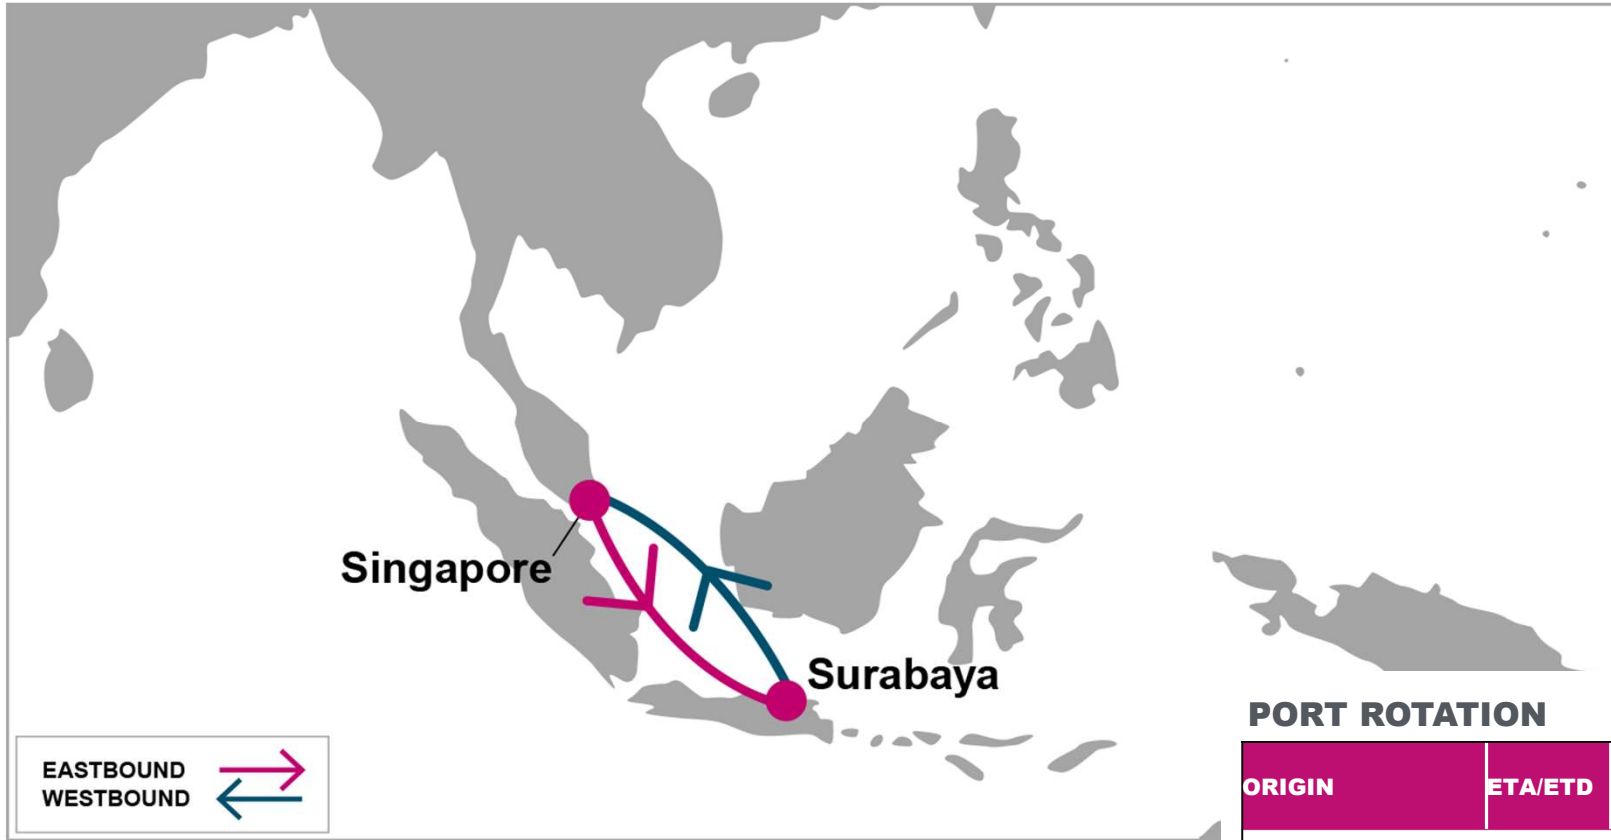 Singapore
Surabaya
EASTBOUND
WESTBOUND
PORT ROTATION
ORIGIN ETA/ETD